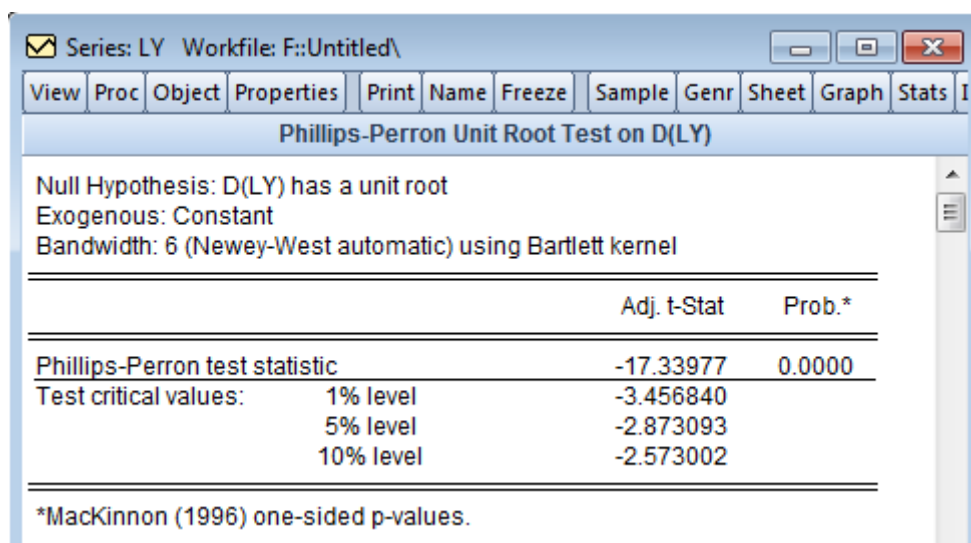 Series: LY Workfile: F::Untitled\
View Proc Object Properties Print Name Freeze Sample Genr Sheet Graph Stats I
Phillips-Perron Unit Root Test on D(LY)
Null Hypothesis: D(LY) has a unit root
Exogenous: Constant
Bandwidth: 6 (Newey-West automatic) using Bartlett kernel
Adj. t-Stat Prob.*
Phillips-Perron test statistic -17.33977 0.0000
Test critical values: 1% level -3.456840
5% level -2.873093
10% level -2.573002
*MacKinnon (1996) one-sided p-values.